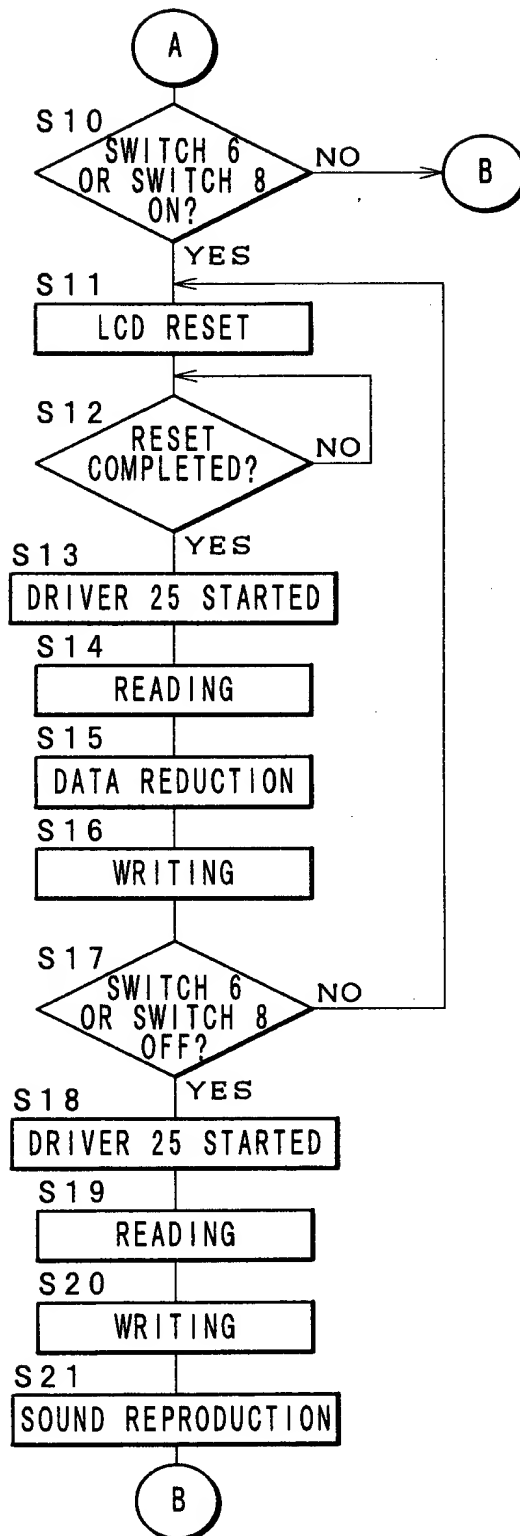 A
S10
SWITCH 6
OR SWITCH 8
ON?
NO
B
YES
S11
LCD RESET
S12
RESET
COMPLETED?
NO
YES
S13
DRIVER 25 STARTED
S14
READING
S15
DATA REDUCTION
S16
WRITING
S17
SWITCH 6
OR SWITCH 8
OFF?
NO
YES
S18
DRIVER 25 STARTED
S19
READING
S20
WRITING
S21
SOUND REPRODUCTION
B